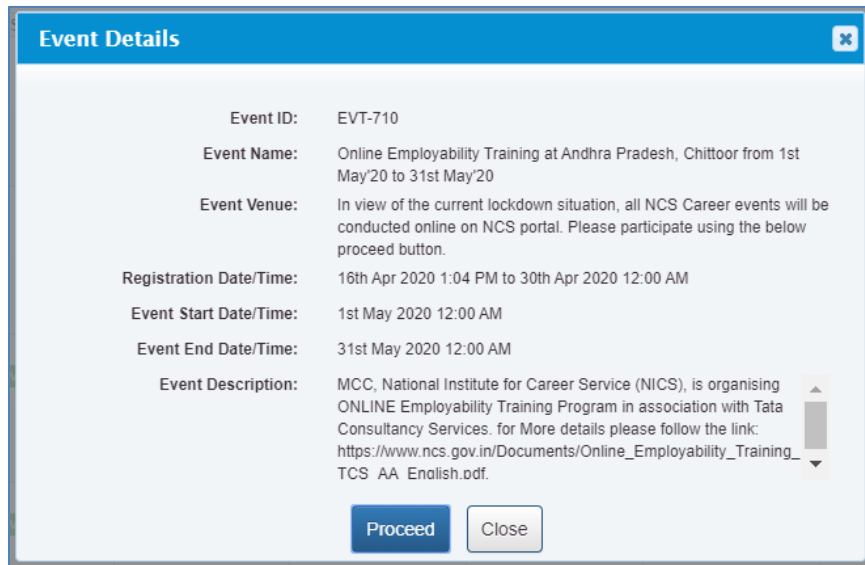 Event Details
Event ID: EVT-710
Event Name: Online Employability Training at Andhra Pradesh, Chittoor from 1st
May'20 to 31st May'20
Event Venue: In view of the current lockdown situation, all NCS Career events will be
conducted online on NCS portal. Please participate using the below
proceed button.
Registration Date/Time: 16th Apr 2020 1:04 PM to 30th Apr 2020 12:00 AM
Event Start Date/Time: 1st May 2020 12:00 AM
Event End Date/Time: 31st May 2020 12:00 AM
Event Description: MCC, National Institute for Career Service (NICS), is organising
ONLINE Employability Training Program in association with Tata
Consultancy Services. for More details please follow the link:
https://www.ncs.gov.in/Documents/Online_Employability_Training_
TCS_AA_English.pdf.
Proceed Close